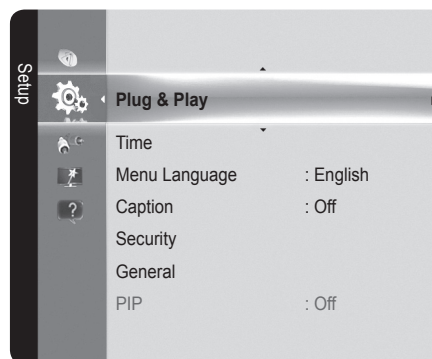 Setup
Plug & Play
Time
Menu Language : English
Caption : Off
Security
General
PIP : Off
?